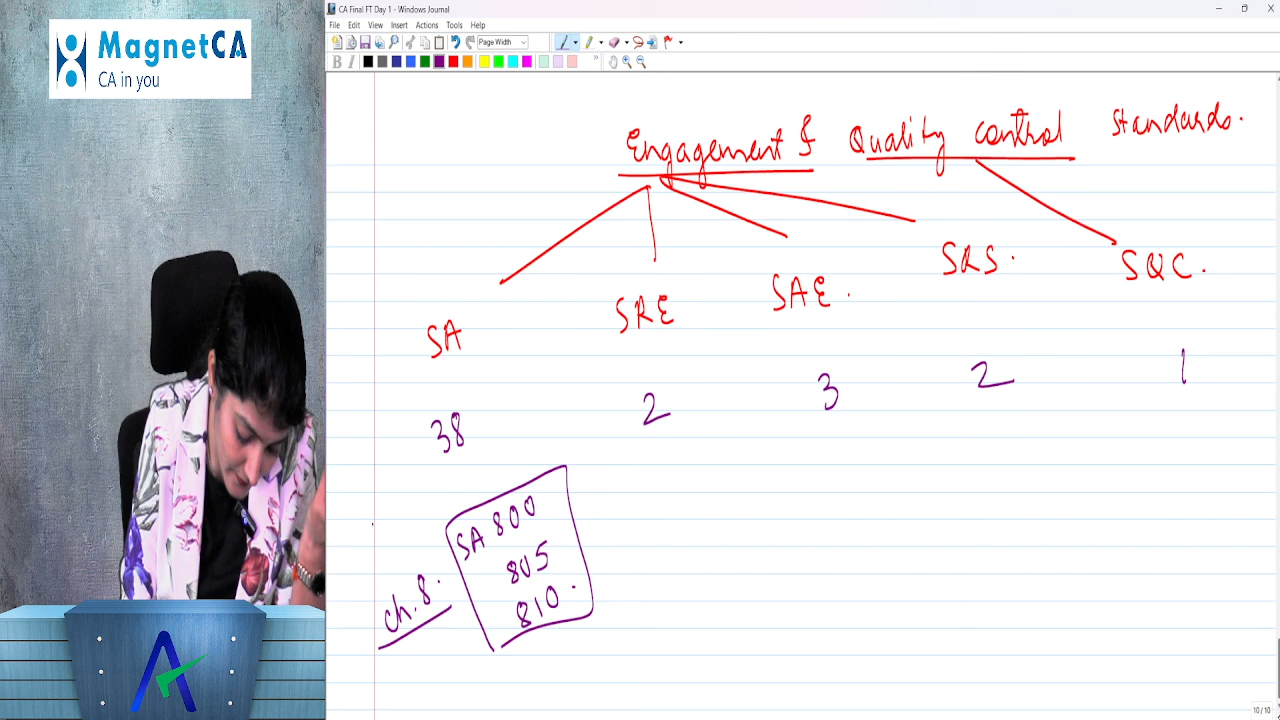 MagnetCA
CA in you
CA Final FT Day 1 - Windows Journal
File Edit View Insert Actions Tools Help
Page Width
B I
Engagement & Quality control Standards.
SA SRE SAE. SRS. SQC.
38 2 3 2 1
ch. 8.
SA 800
805
810.
10 / 10